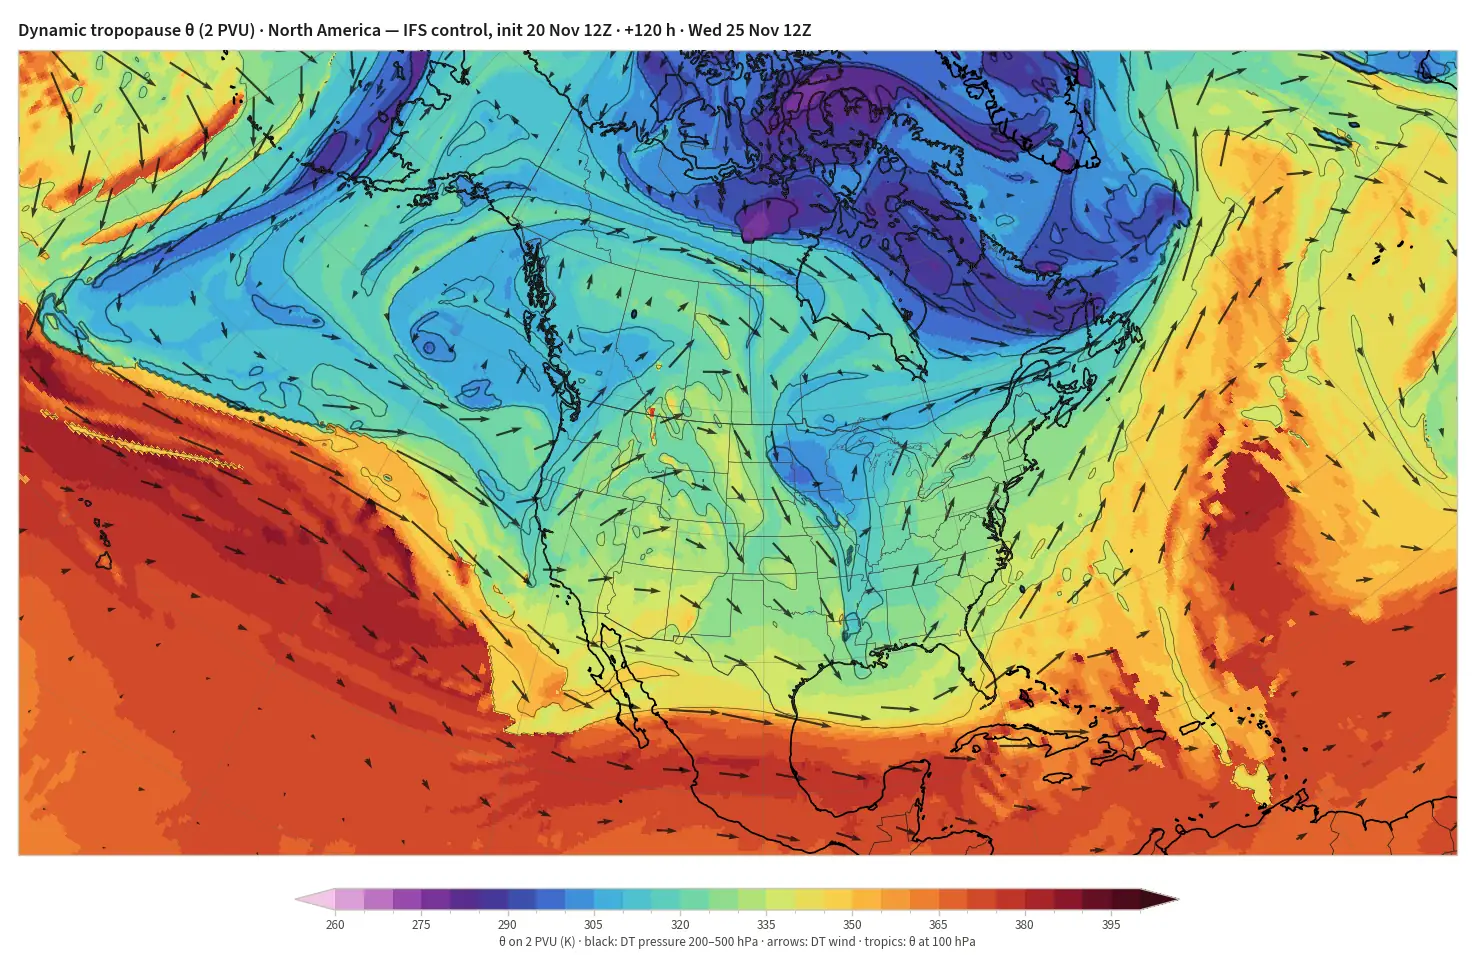 Dynamic tropopause θ (2 PVU) · North America — IFS control, init 20 Nov 12Z · +120 h · Wed 25 Nov 12Z
260 275 290 305 320 335 350 365 380 395
θ on 2 PVU (K) · black: DT pressure 200–500 hPa · arrows: DT wind · tropics: θ at 100 hPa